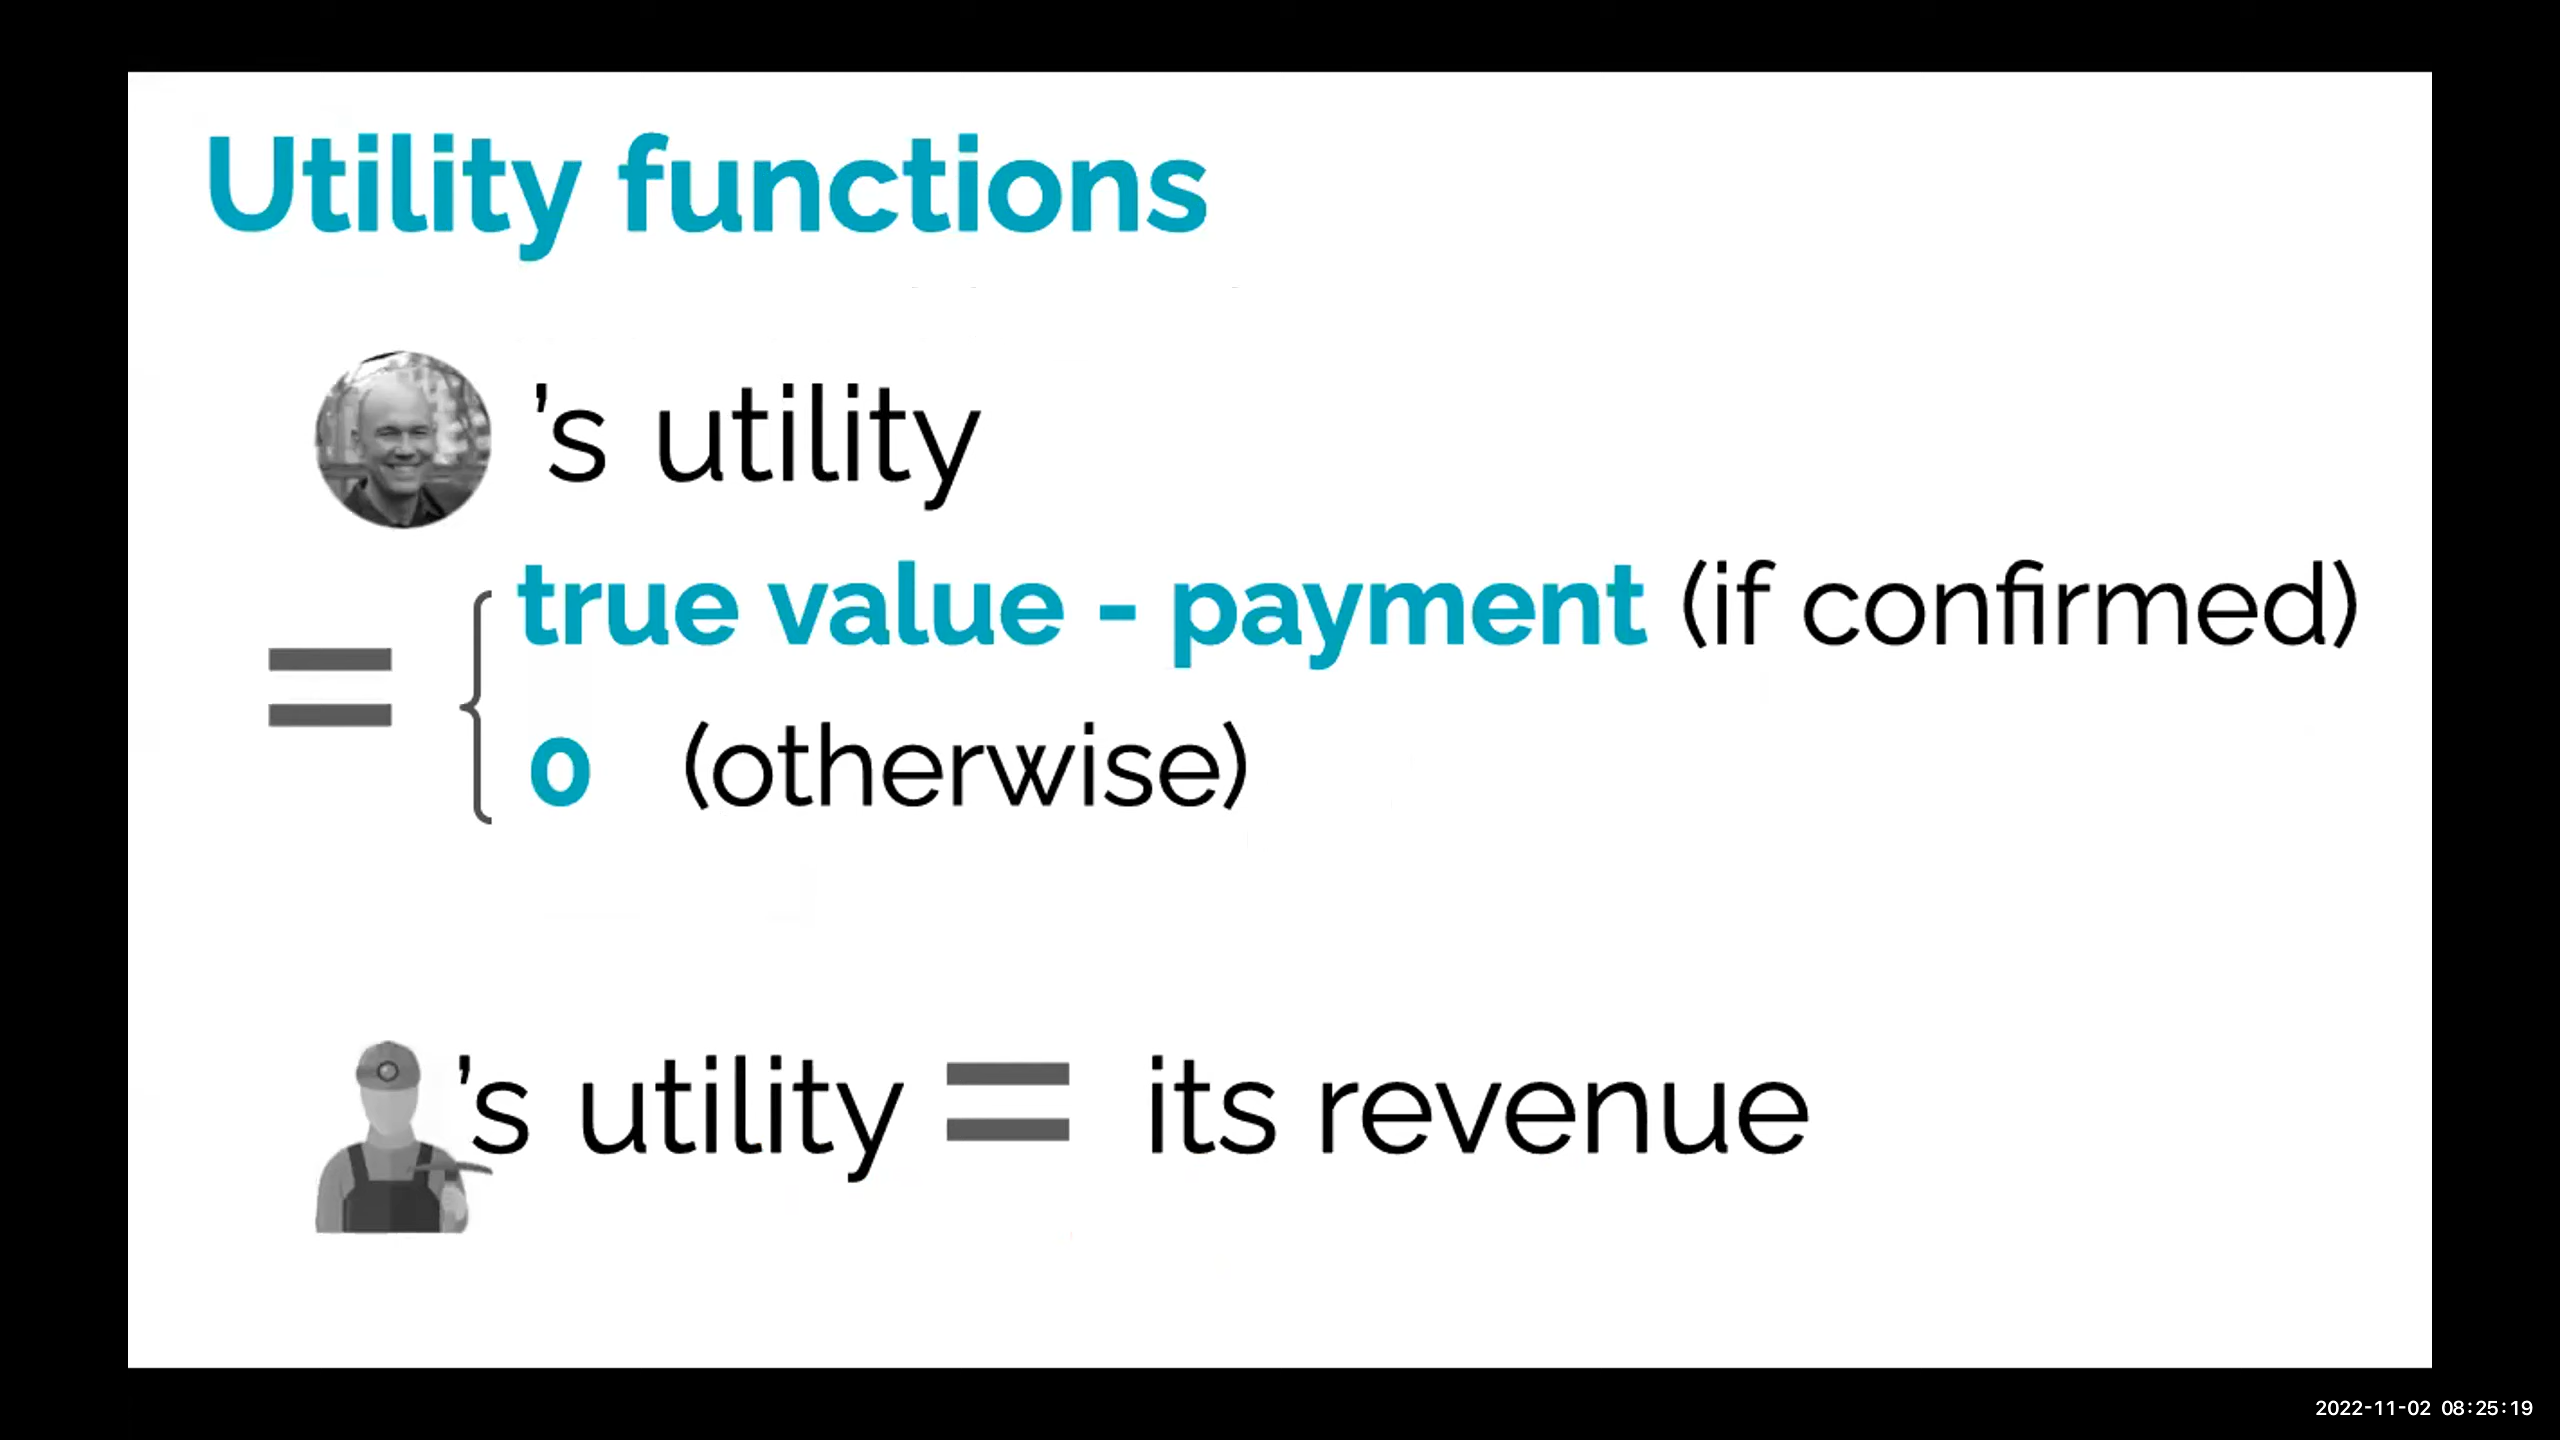 Utility functions
's utility
= { true value - payment (if confirmed)
0 (otherwise)
's utility = its revenue
2022-11-02 08:25:19